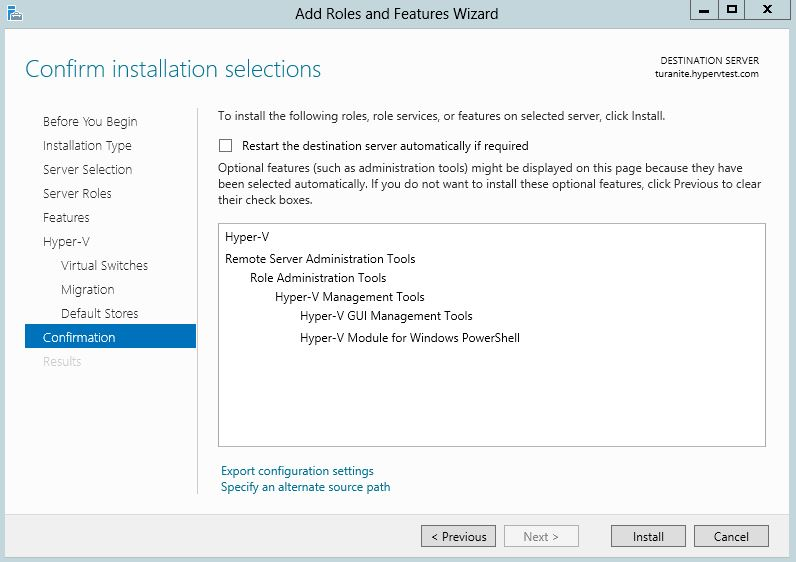 Add Roles and Features Wizard
Confirm installation selections
DESTINATION SERVER
turanite.hypervtest.com
Before You Begin
Installation Type
Server Selection
Server Roles
Features
Hyper-V
Virtual Switches
Migration
Default Stores
Confirmation
Results
To install the following roles, role services, or features on selected server, click Install.
Restart the destination server automatically if required
Optional features (such as administration tools) might be displayed on this page because they have
been selected automatically. If you do not want to install these optional features, click Previous to clear
their check boxes.
Hyper-V
Remote Server Administration Tools
Role Administration Tools
Hyper-V Management Tools
Hyper-V GUI Management Tools
Hyper-V Module for Windows PowerShell
Export configuration settings
Specify an alternate source path
< Previous
Next >
Install
Cancel